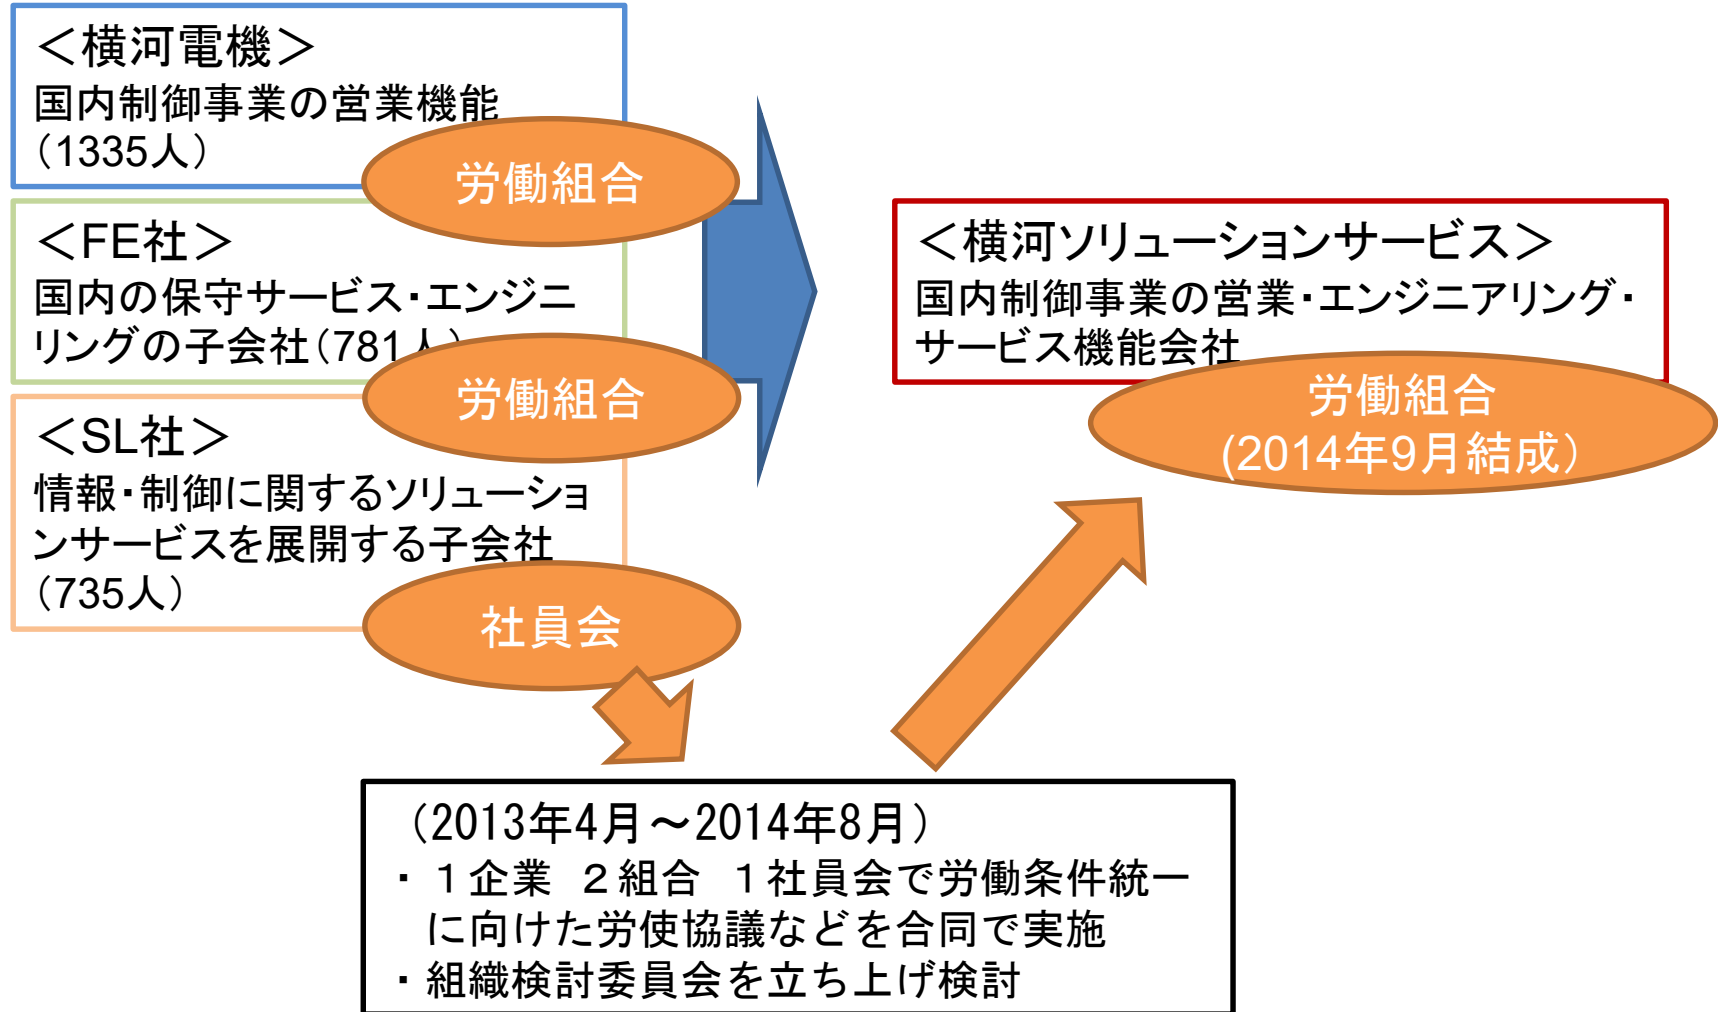 ＜横河電機＞
国内制御事業の営業機能
（1335人）
労働組合
＜FE社＞
国内の保守サービス・エンジニ
リングの子会社（781人）
労働組合
＜SL社＞
情報・制御に関するソリューショ
ンサービスを展開する子会社
（735人）
社員会
＜横河ソリューションサービス＞
国内制御事業の営業・エンジニアリング・
サービス機能会社
労働組合
(2014年9月結成）
（2013年4月～2014年8月）
・１企業　２組合　１社員会で労働条件統一
に向けた労使協議などを合同で実施
・組織検討委員会を立ち上げ検討